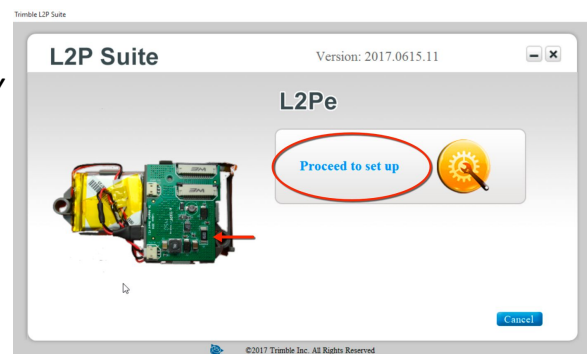 Trimble L2P Suite
L2P Suite
Version: 2017.0615.11
L2Pe
Proceed to set up
Cancel
©2017 Trimble Inc. All Rights Reserved